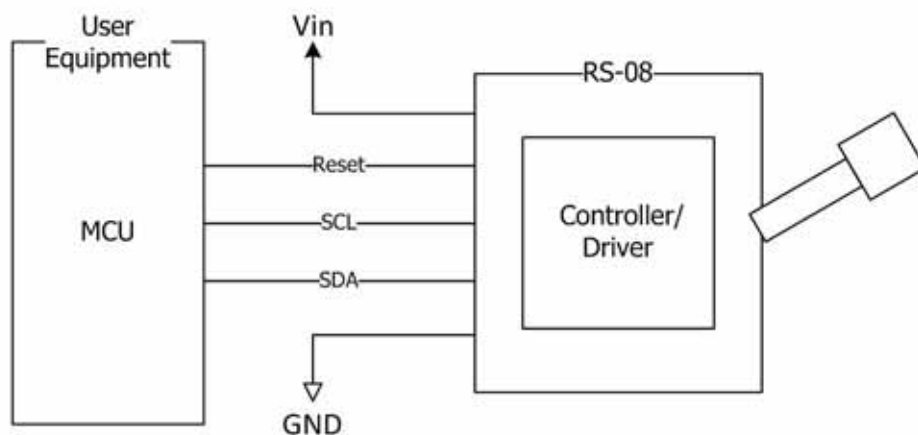 User
Equipment
MCU
Vin
Reset
SCL
SDA
GND
RS-08
Controller/
Driver